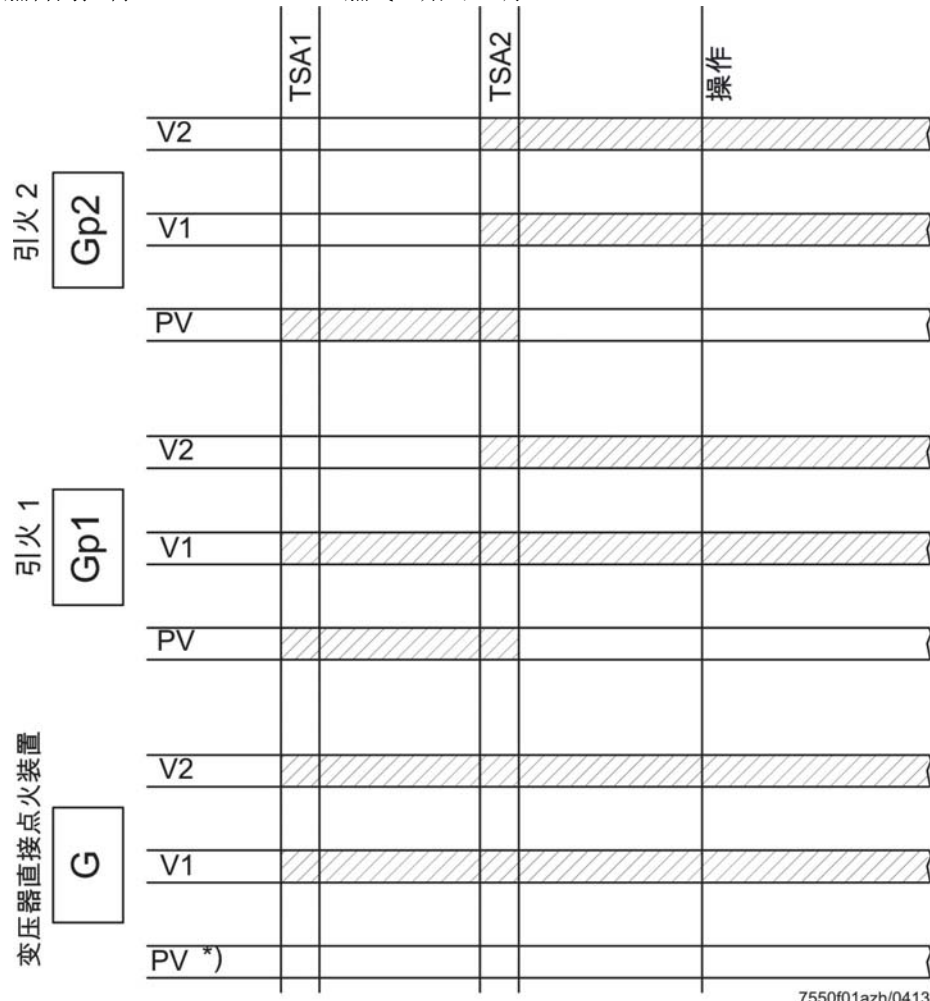 TSA1
TSA2
操作
引火 2
Gp2
V2
V1
PV
引火 1
Gp1
V2
V1
PV
变压器直接点火装置
G
V2
V1
PV *)
7550f01azh/0413